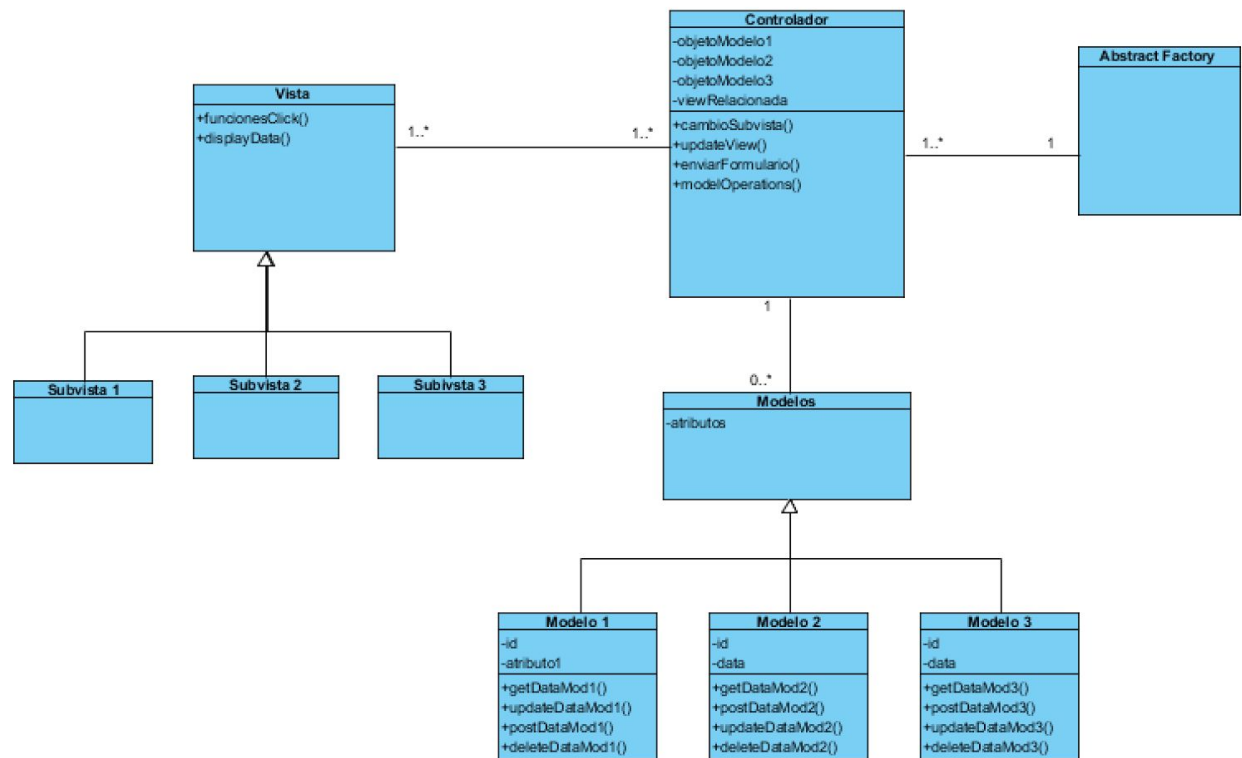 Controlador
-objetoModelo1
-objetoModelo2
-objetoModelo3
-viewRelacionada
+cambioSubvista()
+updateView()
+enviarFormulario()
+modelOperations()
Abstract Factory
Vista
+funcionesClick()
+displayData()
1..*
1..*
1..*
1
1
0..*
Subvista 1
Subvista 2
Subivsta 3
Modelos
-atributos
Modelo 1
-id
-atributo1
+getDataMod1()
+updateDataMod1()
+postDataMod1()
+deleteDataMod1()
Modelo 2
-id
-data
+getDataMod2()
+postDataMod2()
+updateDataMod2()
+deleteDataMod2()
Modelo 3
-id
-data
+getDataMod3()
+postDataMod3()
+updateDataMod3()
+deleteDataMod3()